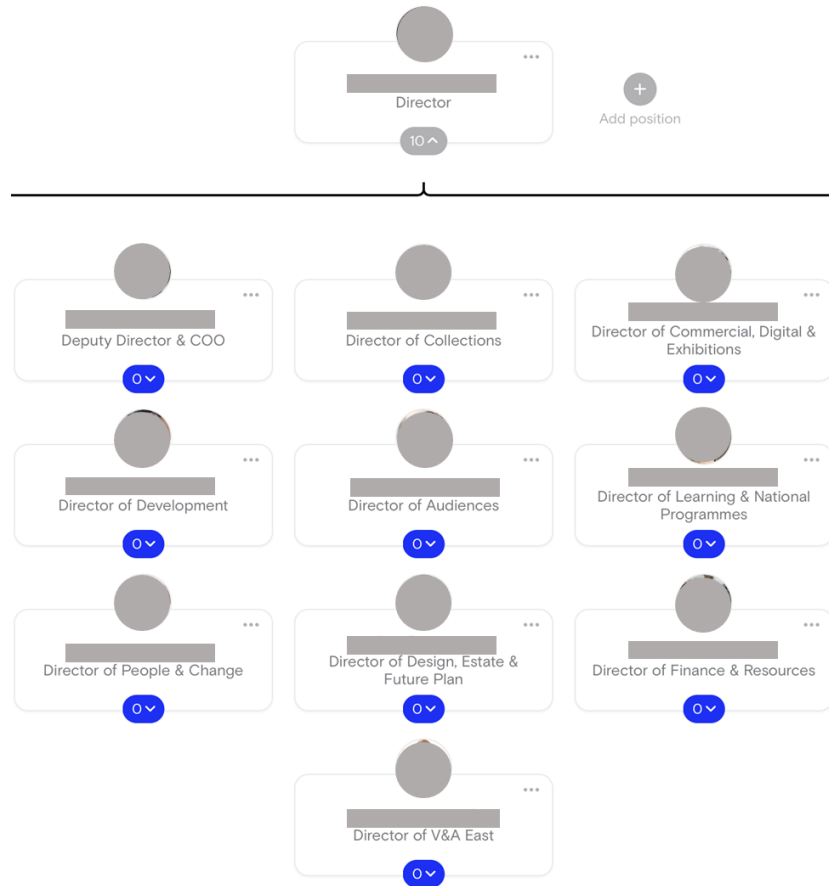 Director
Add position
10
Deputy Director & COO
0
Director of Collections
0
Director of Commercial, Digital &
Exhibitions
0
Director of Development
0
Director of Audiences
0
Director of Learning & National
Programmes
0
Director of People & Change
0
Director of Design, Estate &
Future Plan
0
Director of Finance & Resources
0
Director of V&A East
0